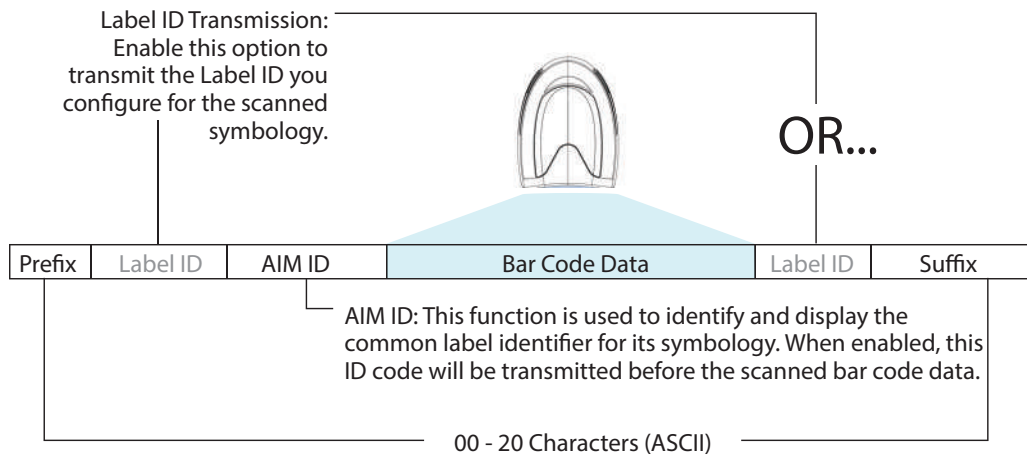 Label ID Transmission:
Enable this option to
transmit the Label ID you
configure for the scanned
symbology.
OR...
Prefix Label ID AIM ID Bar Code Data Label ID Suffix
AIM ID: This function is used to identify and display the
common label identifier for its symbology. When enabled, this
ID code will be transmitted before the scanned bar code data.
00 - 20 Characters (ASCII)